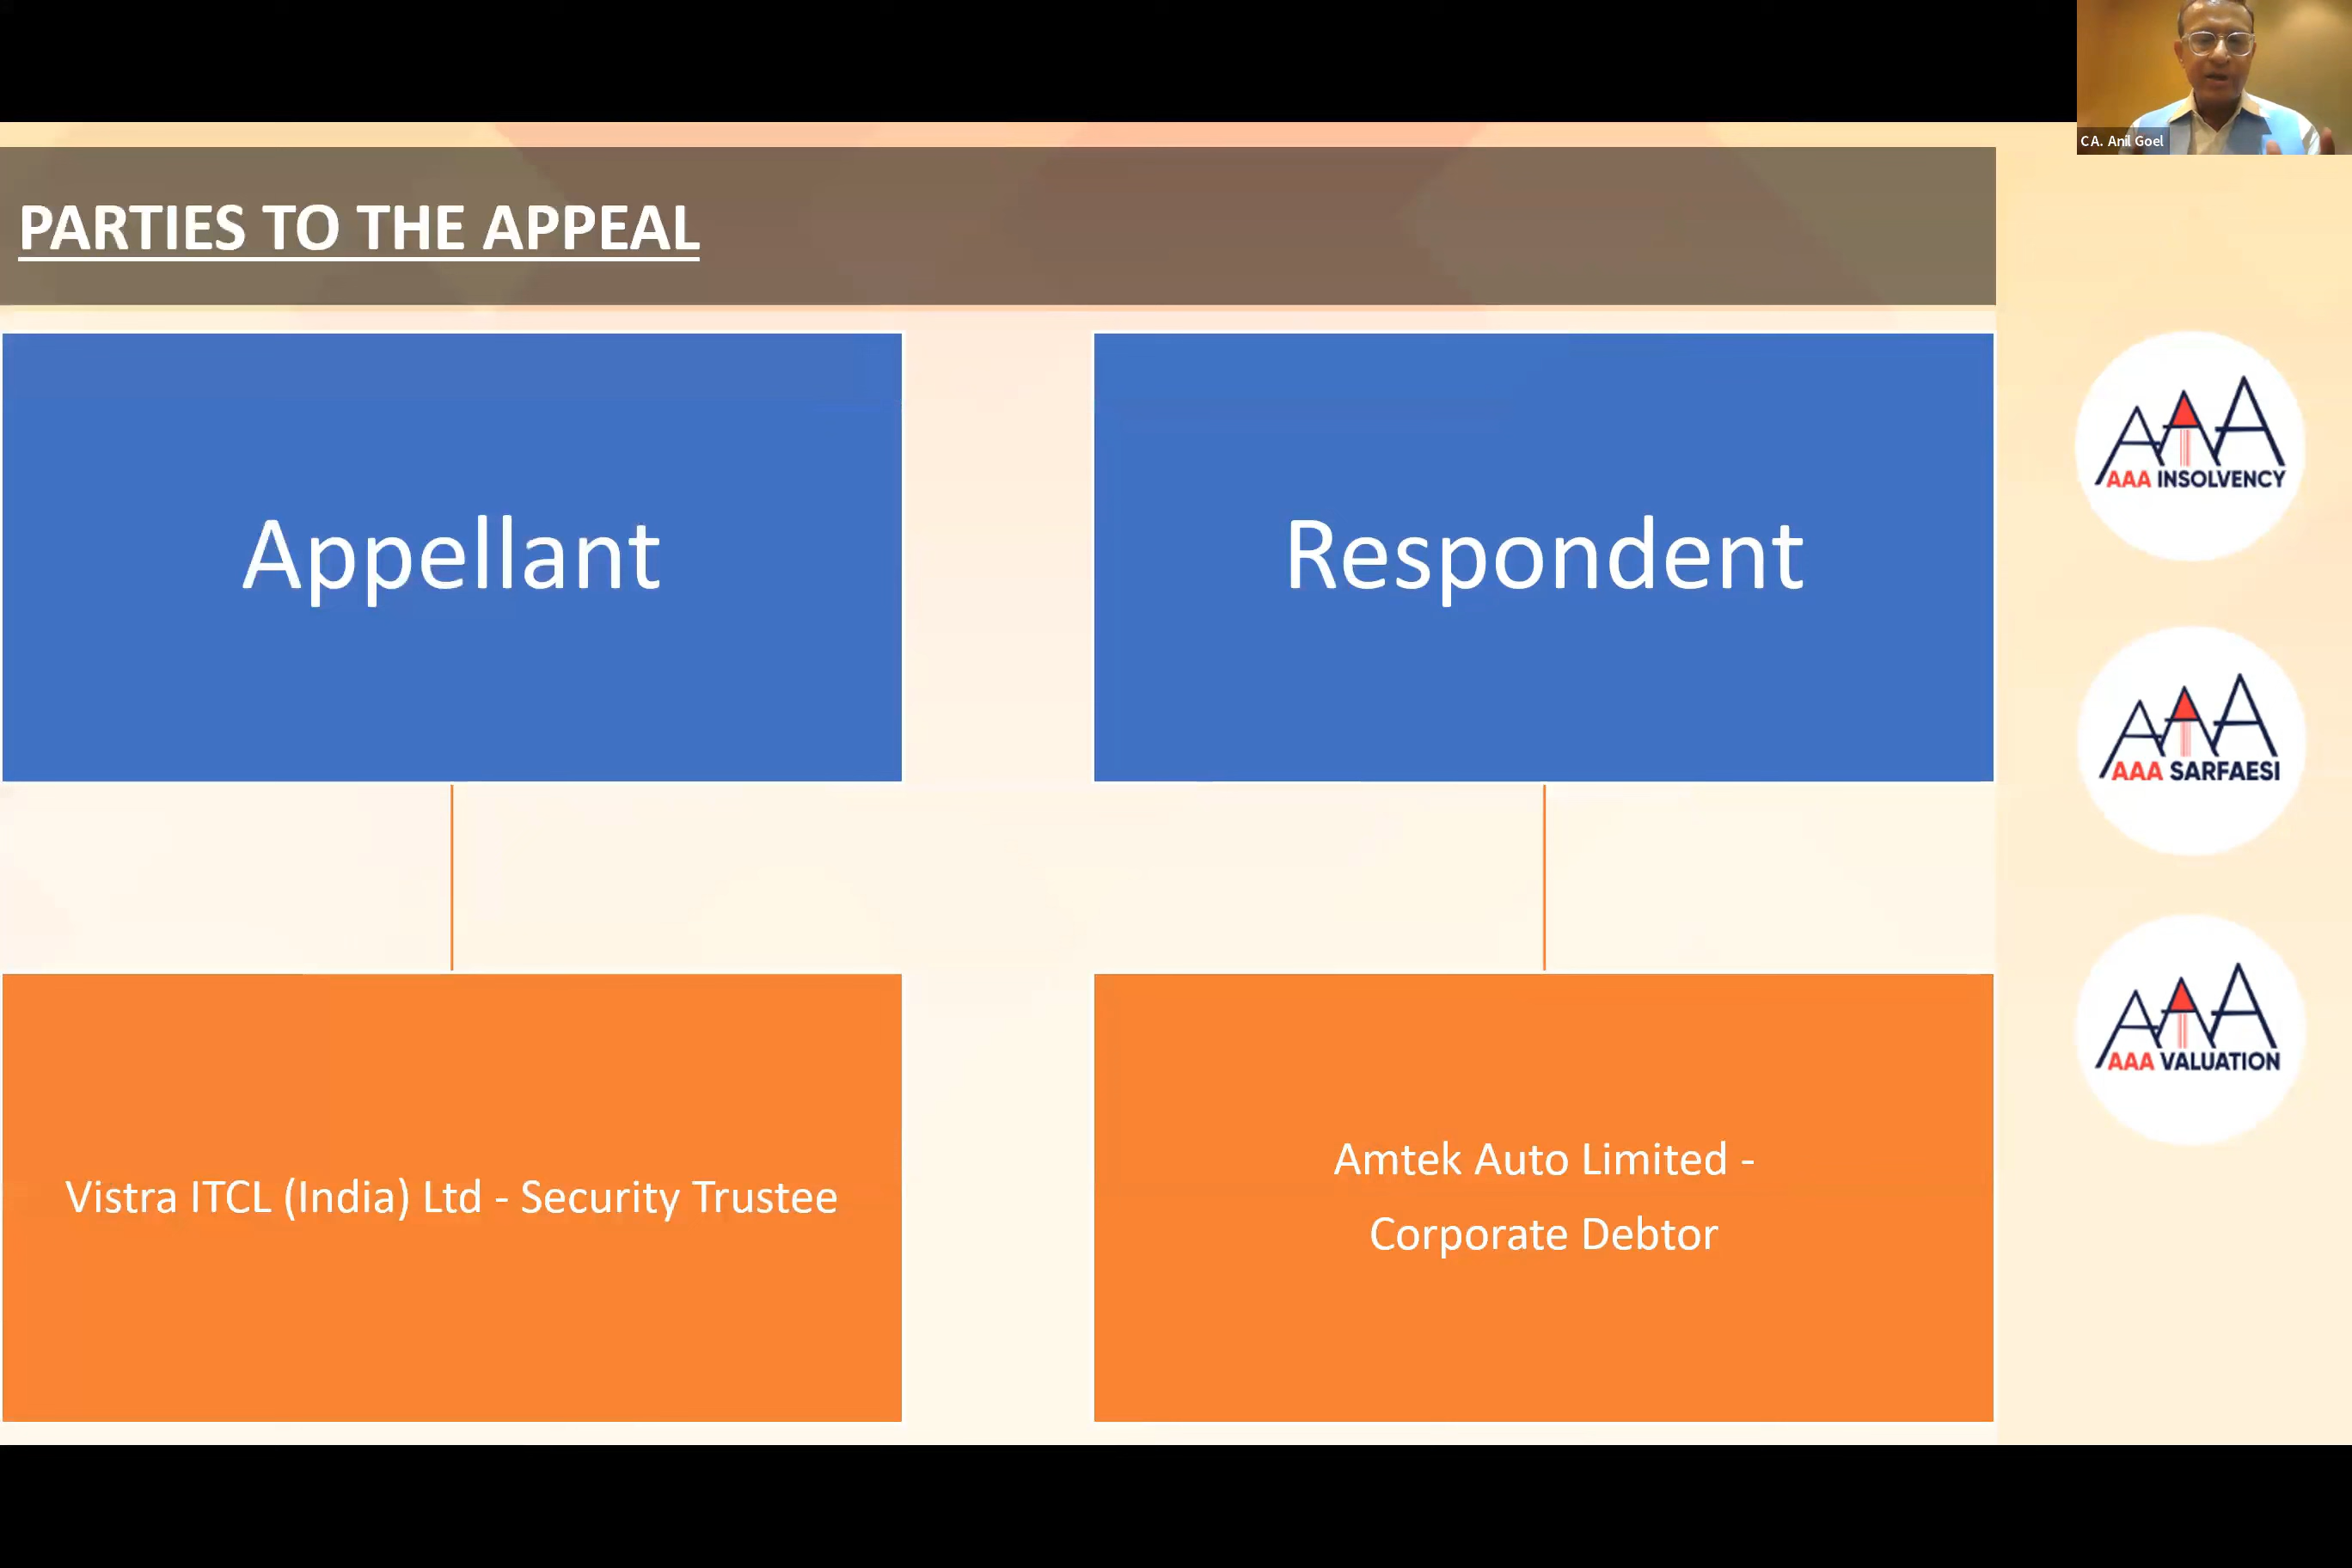 CA. Anil Goel
PARTIES TO THE APPEAL
Appellant
Respondent
Vistra ITCL (India) Ltd - Security Trustee
Amtek Auto Limited -
Corporate Debtor
AAA INSOLVENCY
AAA SARFAESI
AAA VALUATION